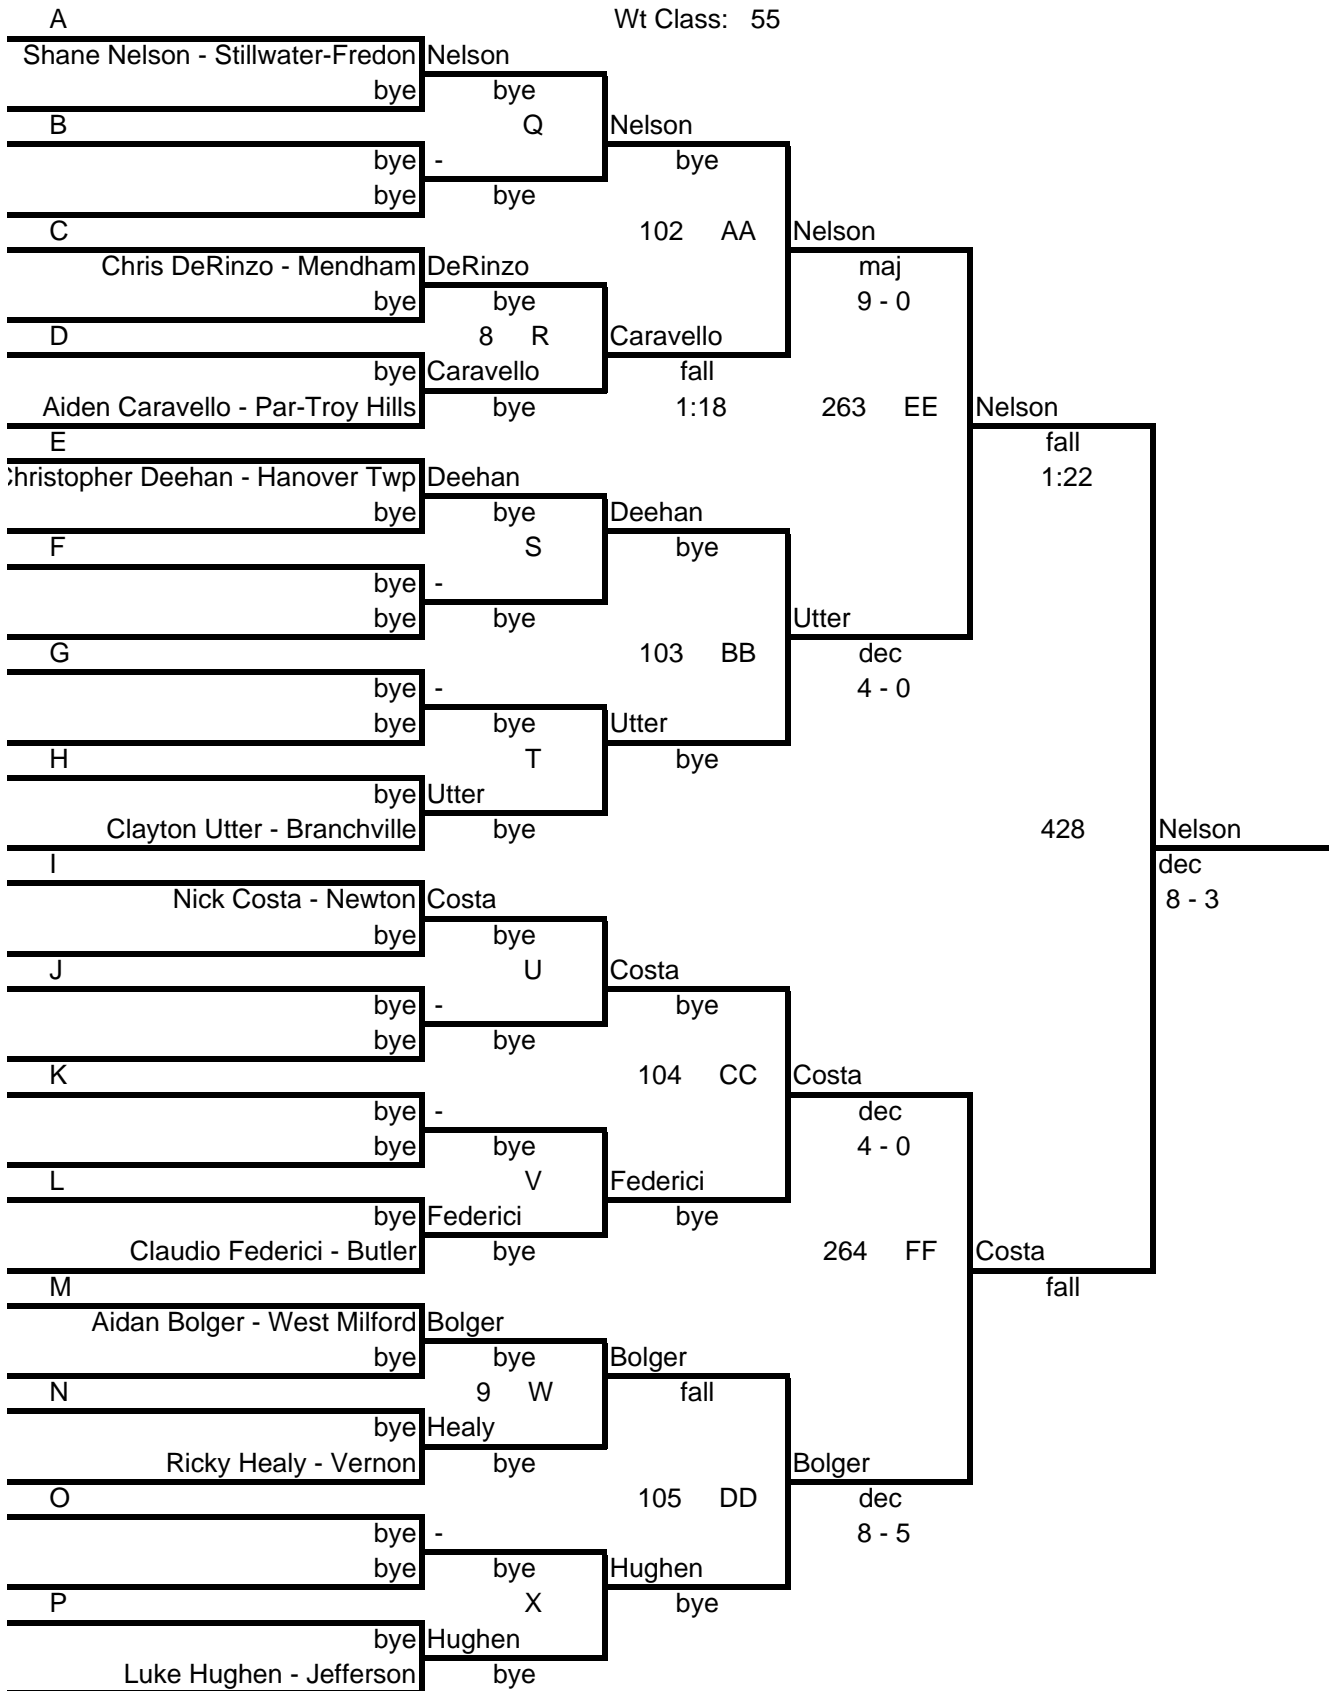 A Wt Class: 55
Shane Nelson - Stillwater-Fredon Nelson
bye bye
B Q Nelson
bye - bye
bye bye
C 102 AA Nelson
Chris DeRinzo - Mendham DeRinzo maj
bye bye 9 - 0
D 8 R Caravello
bye Caravello fall
Aiden Caravello - Par-Troy Hills bye 1:18 263 EE Nelson
E fall
Christopher Deehan - Hanover Twp Deehan 1:22
bye bye Deehan
F S bye
bye -
bye bye Utter
G 103 BB dec
bye - 4 - 0
bye bye Utter
H T bye
bye Utter
Clayton Utter - Branchville bye 428 Nelson
I dec
Nick Costa - Newton Costa 8 - 3
bye bye
J U Costa
bye - bye
bye bye
K 104 CC Costa
bye - dec
bye bye 4 - 0
L V Federici
bye Federici bye
Claudio Federici - Butler bye 264 FF Costa
M fall
Aidan Bolger - West Milford Bolger
bye bye Bolger
N 9 W fall
bye Healy
Ricky Healy - Vernon bye Bolger
O 105 DD dec
bye - 8 - 5
bye bye Hughen
P X bye
bye Hughen
Luke Hughen - Jefferson bye